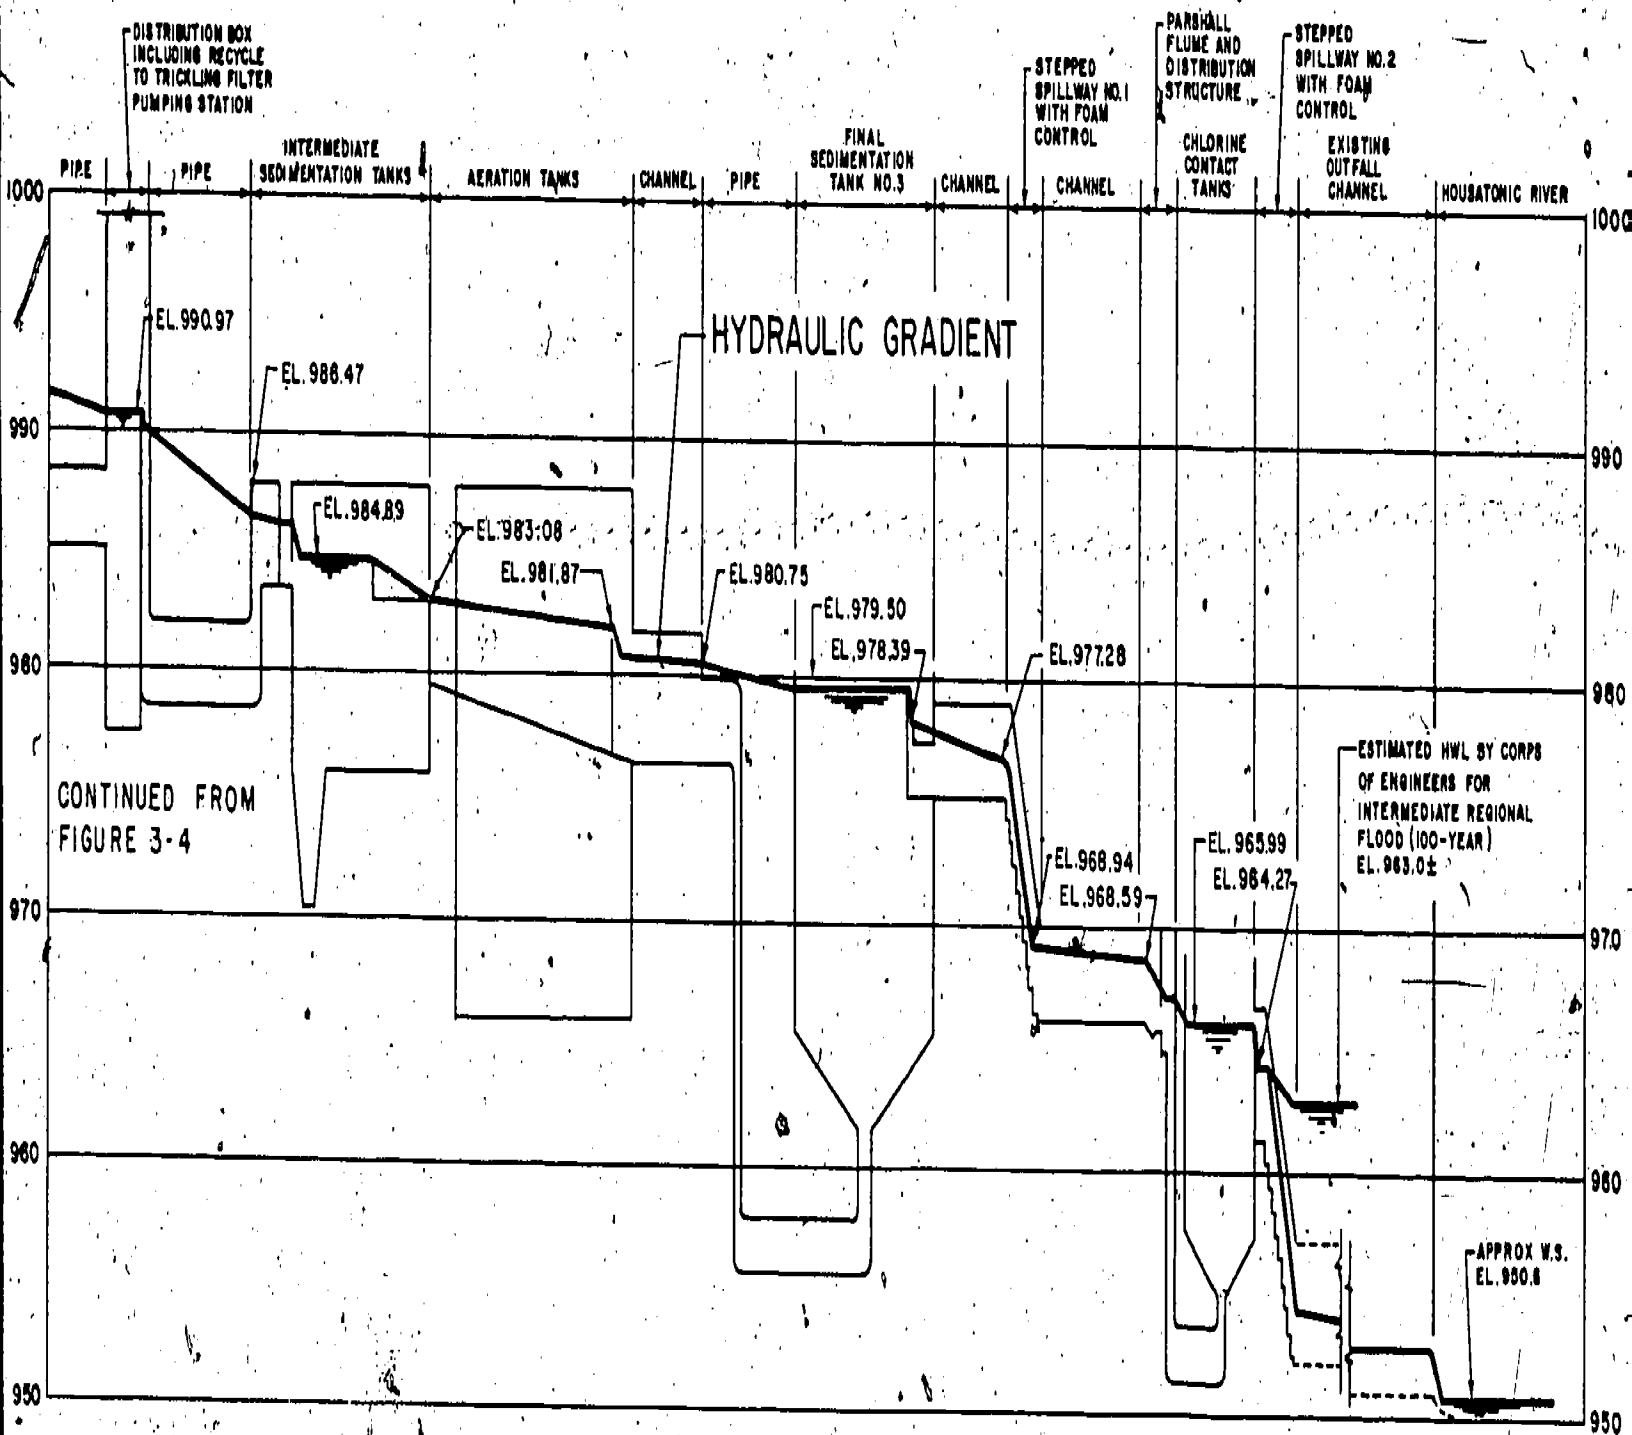 DISTRIBUTION BOX
INCLUDING RECYCLE
TO TRICKLING FILTER
PUMPING STATION
PARSHALL
FLUME AND
DISTRIBUTION
STRUCTURE
STEPPED
SPILLWAY NO.2
WITH FOAM
CONTROL
STEPPED
SPILLWAY NO.1
WITH FOAM
CONTROL
PIPE
PIPE
INTERMEDIATE
SEDIMENTATION TANKS
AERATION TANKS
CHANNEL
PIPE
FINAL
SEDIMENTATION
TANK NO.3
CHANNEL
CHANNEL
CHLORINE
CONTACT
TANKS
EXISTING
OUTFALL
CHANNEL
HOUSATONIC RIVER
1000
1000
EL.990.97
HYDRAULIC GRADIENT
EL.986.47
990
990
EL.984.89
EL.983.08
EL.981.87
EL.980.75
EL.979.50
EL.978.39
EL.977.28
980
980
ESTIMATED HWL BY CORPS
OF ENGINEERS FOR
INTERMEDIATE REGIONAL
FLOOD (100-YEAR)
EL.963.0±
CONTINUED FROM
FIGURE 3-4
EL.968.94
EL.968.59
EL.965.99
EL.964.27
970
970
960
960
APPROX W.S.
950
950